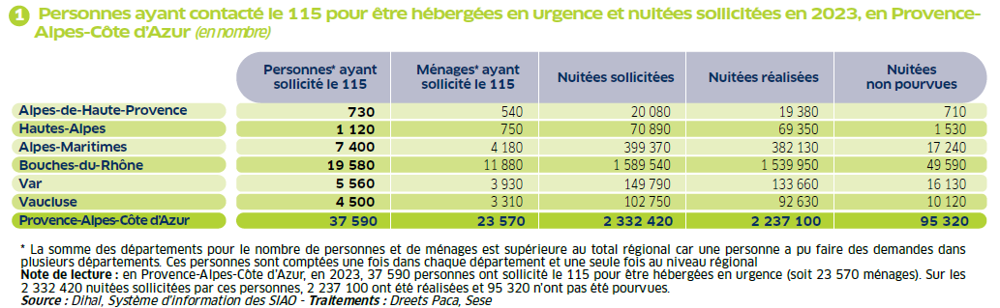 1 Personnes ayant contacté le 115 pour être hébergées en urgence et nuitées sollicitées en 2023, en Provence-
Alpes-Côte d'Azur (en nombre)
Personnes* ayant sollicité le 115 Ménages* ayant sollicité le 115 Nuitées sollicitées Nuitées réalisées Nuitées non pourvues
Alpes-de-Haute-Provence 730 540 20 080 19 380 710
Hautes-Alpes 1 120 750 70 890 69 350 1 530
Alpes-Maritimes 7 400 4 180 399 370 382 130 17 240
Bouches-du-Rhône 19 580 11 880 1 589 540 1 539 950 49 590
Var 5 560 3 930 149 790 133 660 16 130
Vaucluse 4 500 3 310 102 750 92 630 10 120
Provence-Alpes-Côte d'Azur 37 590 23 570 2 332 420 2 237 100 95 320
* La somme des départements pour le nombre de personnes et de ménages est supérieure au total régional car une personne a pu faire des demandes dans
plusieurs départements. Ces personnes sont comptées une fois dans chaque département et une seule fois au niveau régional
Note de lecture : en Provence-Alpes-Côte d'Azur, en 2023, 37 590 personnes ont sollicité le 115 pour être hébergées en urgence (soit 23 570 ménages). Sur les
2 332 420 nuitées sollicitées par ces personnes, 2 237 100 ont été réalisées et 95 320 n'ont pas été pourvues.
Source : Dihal, Système d'information des SIAO - Traitements : Dreets Paca, Sese